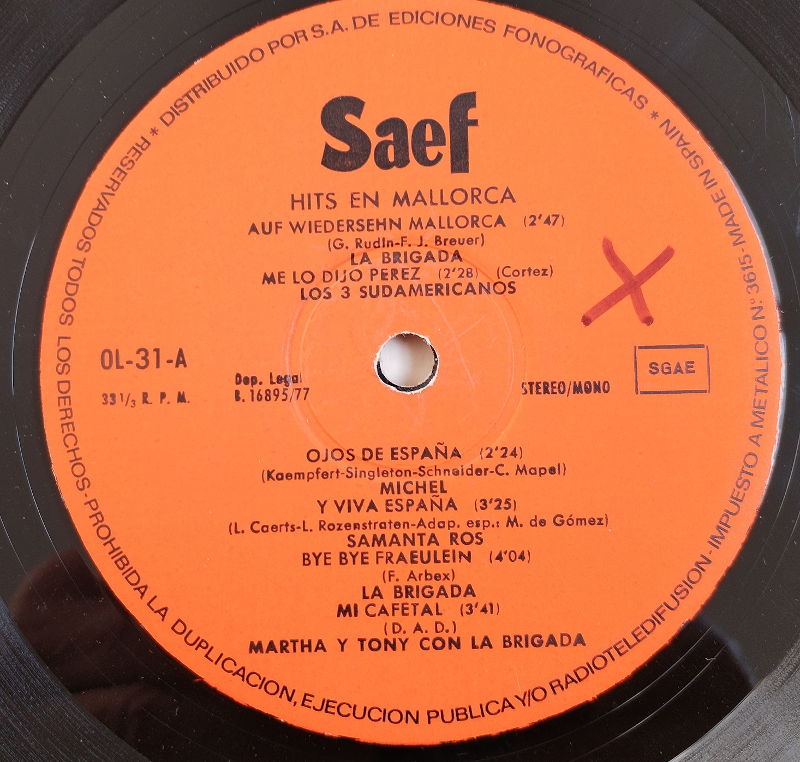 RESERVADOS TODOS LOS DERECHOS-PROHIBIDA LA DUPLICACION, EJECUCION PUBLICA Y/O RADIOTELEDIFUSION-IMPUESTO A METALICO N.º 3615-MADE IN SPAIN * DISTRIBUIDO POR S.A. DE EDICIONES FONOGRAFICAS *
Saef
HITS EN MALLORCA
AUF WIEDERSEHN MALLORCA (2'47)
(G. Rudin-F. J. Breuer)
LA BRIGADA
ME LO DIJO PEREZ (2'28) (Cortez)
LOS 3 SUDAMERICANOS
OL-31-A
33 1/3 R. P. M.
Dep. Legal
B. 16895/77
STEREO/MONO
SGAE
OJOS DE ESPAÑA (2'24)
(Kaempfert-Singleton-Schneider-C. Mapel)
MICHEL
Y VIVA ESPAÑA (3'25)
(L. Caerts-L. Rozenstraten-Adap. esp.: M. de Gómez)
SAMANTA ROS
BYE BYE FRAEULEIN (4'04)
(F. Arbex)
LA BRIGADA
MI CAFETAL (3'41)
(D. A. D.)
MARTHA Y TONY CON LA BRIGADA